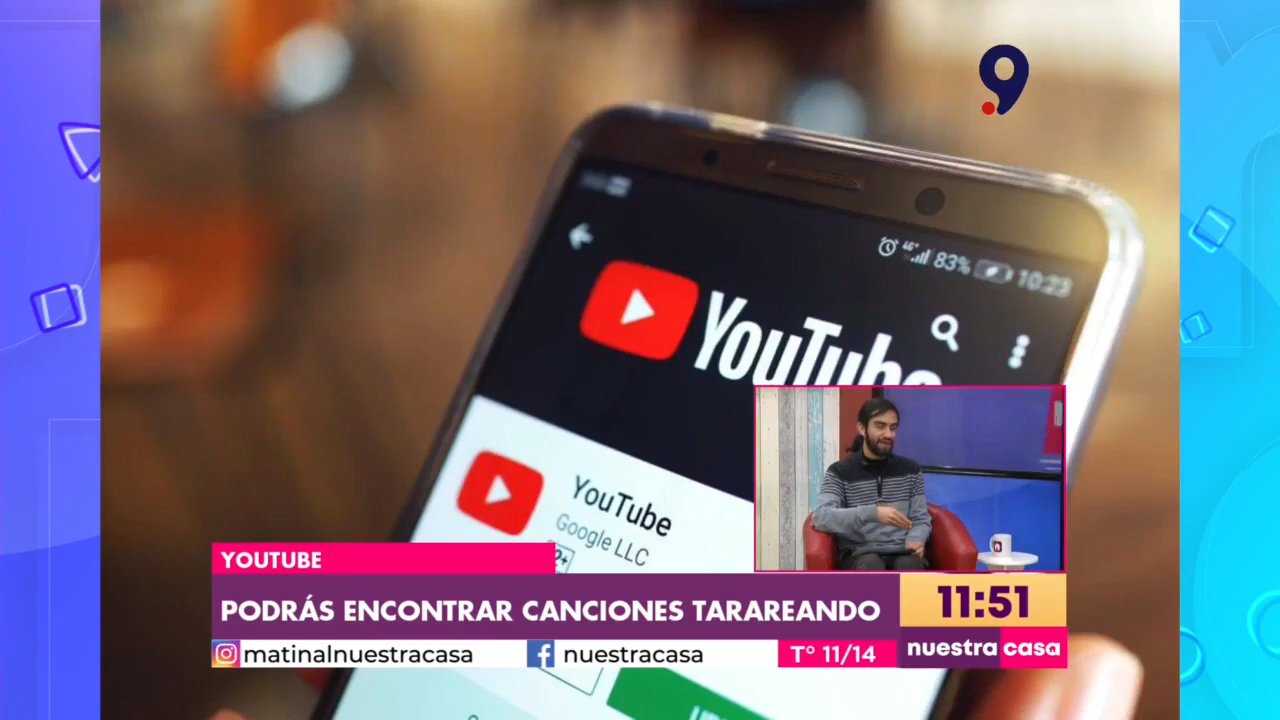 9
83% 10:23
YouTube
YouTube
Google LLC
YOUTUBE
PODRÁS ENCONTRAR CANCIONES TARAREANDO
11:51
matinalnuestracasa
nuestracasa
T° 11/14
nuestra casa